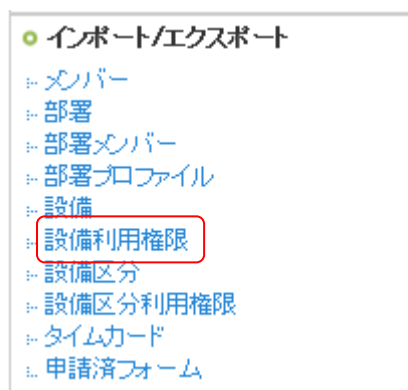 インポート/エクスポート
メンバー
部署
部署メンバー
部署プロファイル
設備
設備利用権限
設備区分
設備区分利用権限
タイムカード
申請済フォーム